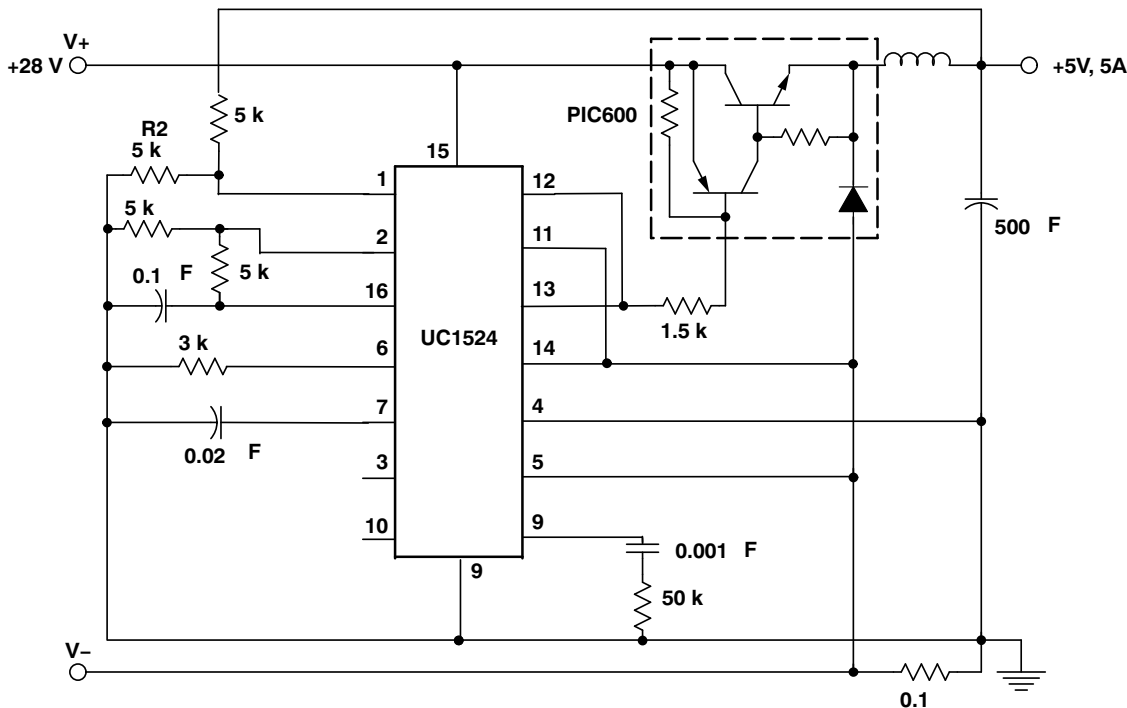 V+
+28 V
+5V, 5A
5 k
PIC600
R2
5 k
15
1
12
5 k
2
11
500 F
0.1 F
5 k
16
13
1.5 k
UC1524
3 k
6
14
7
4
0.02 F
3
5
10
9
0.001 F
9
50 k
V–
0.1